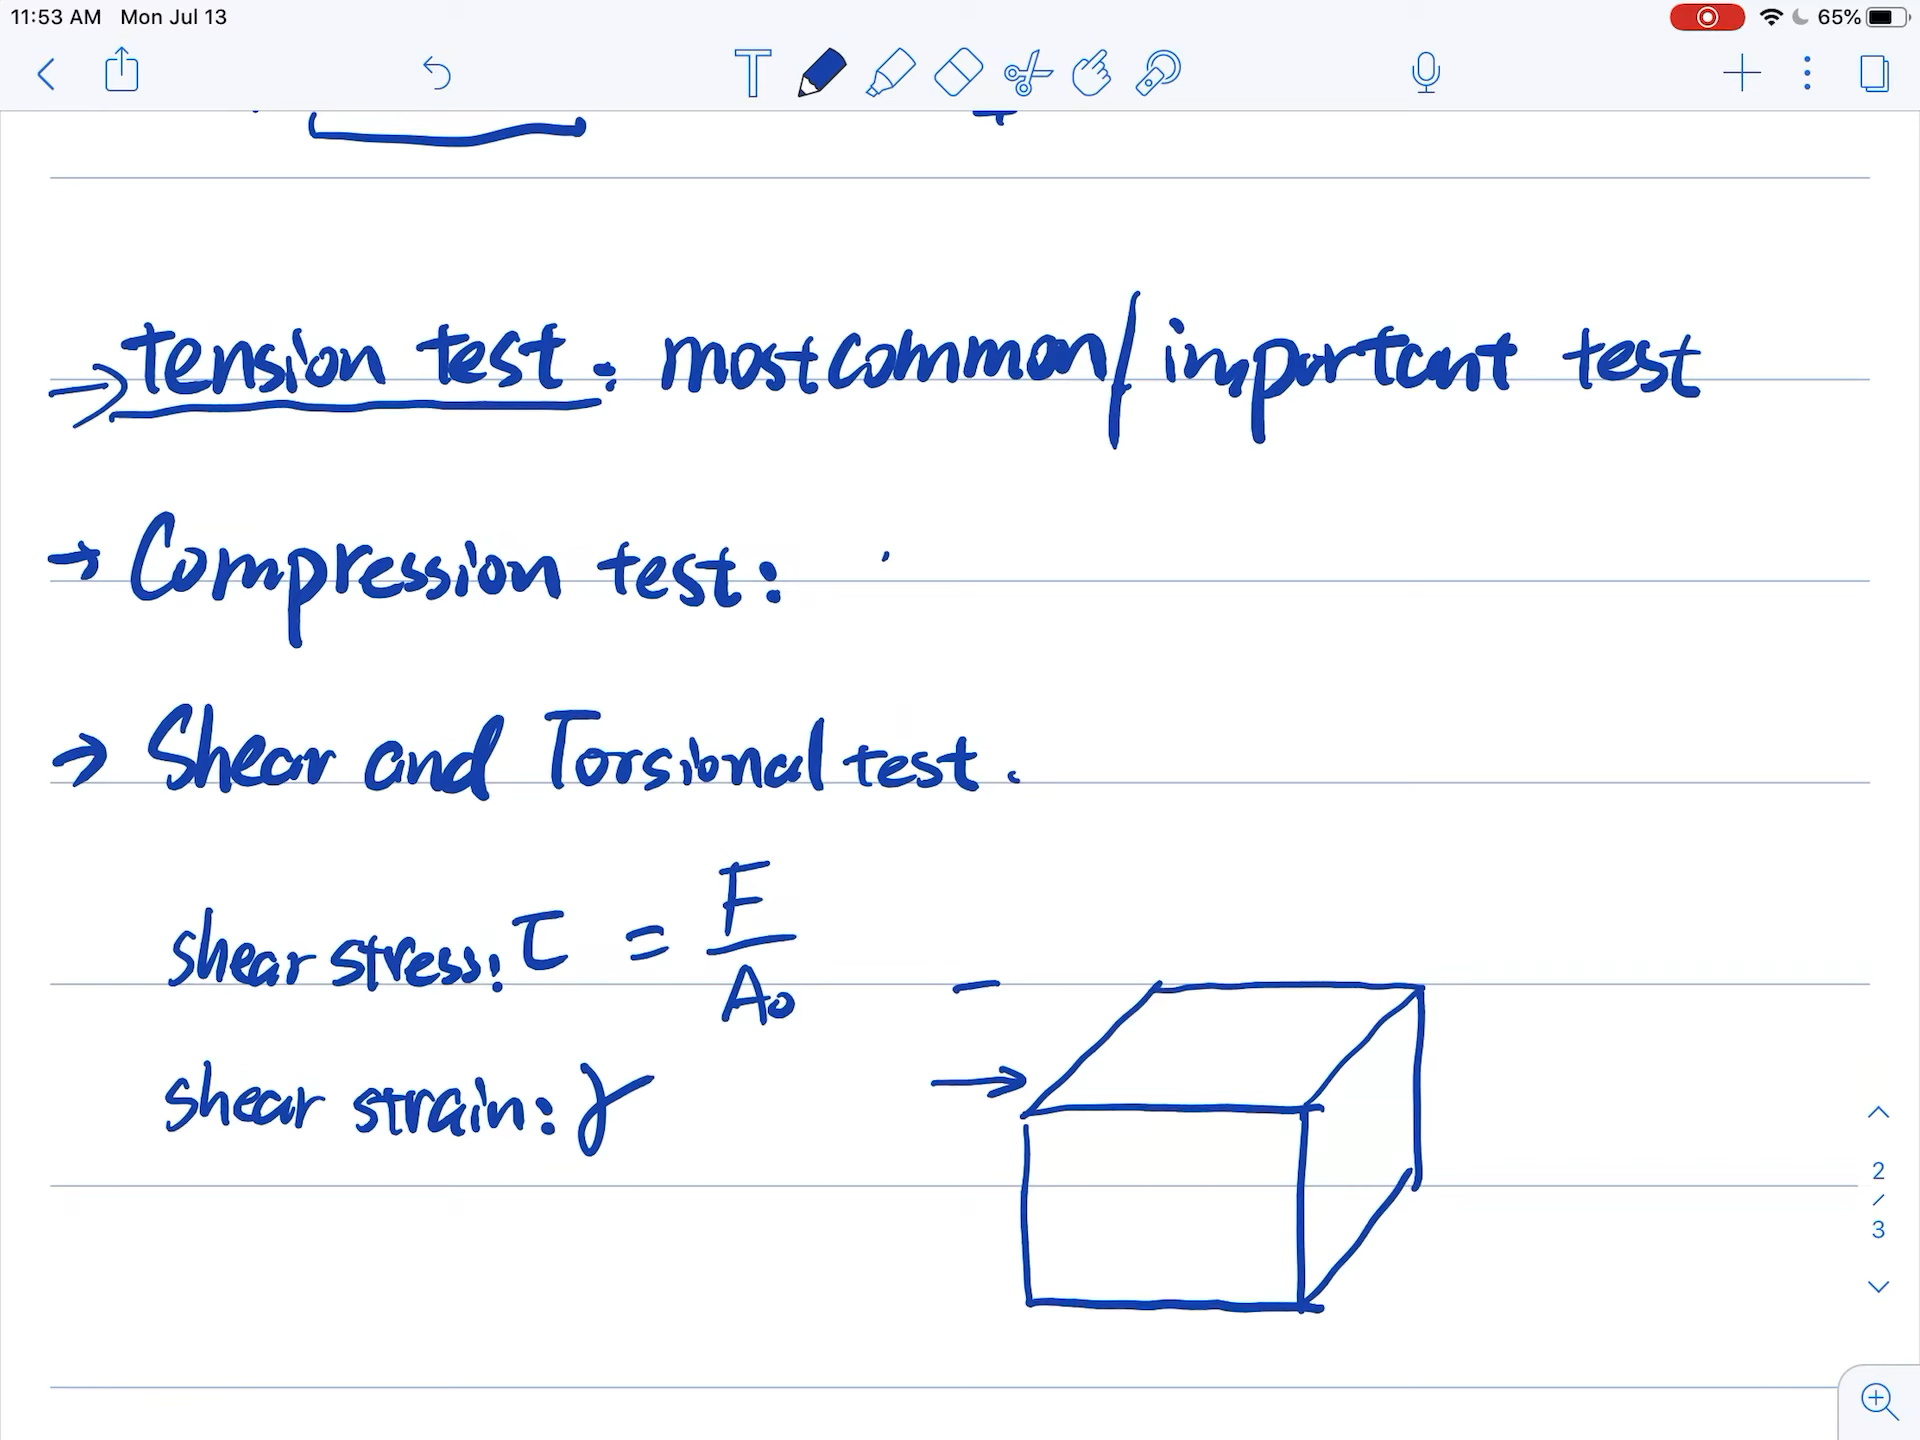 11:53 AM Mon Jul 13 65%
T
→ Tension test: most common/important test
→ Compression test:
→ Shear and Torsional test.
shear stress: τ = F/A₀
shear strain: γ
2
/
3